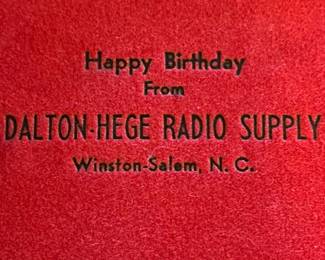 Happy Birthday
From
DALTON-HEGE RADIO SUPPLY
Winston-Salem, N. C.